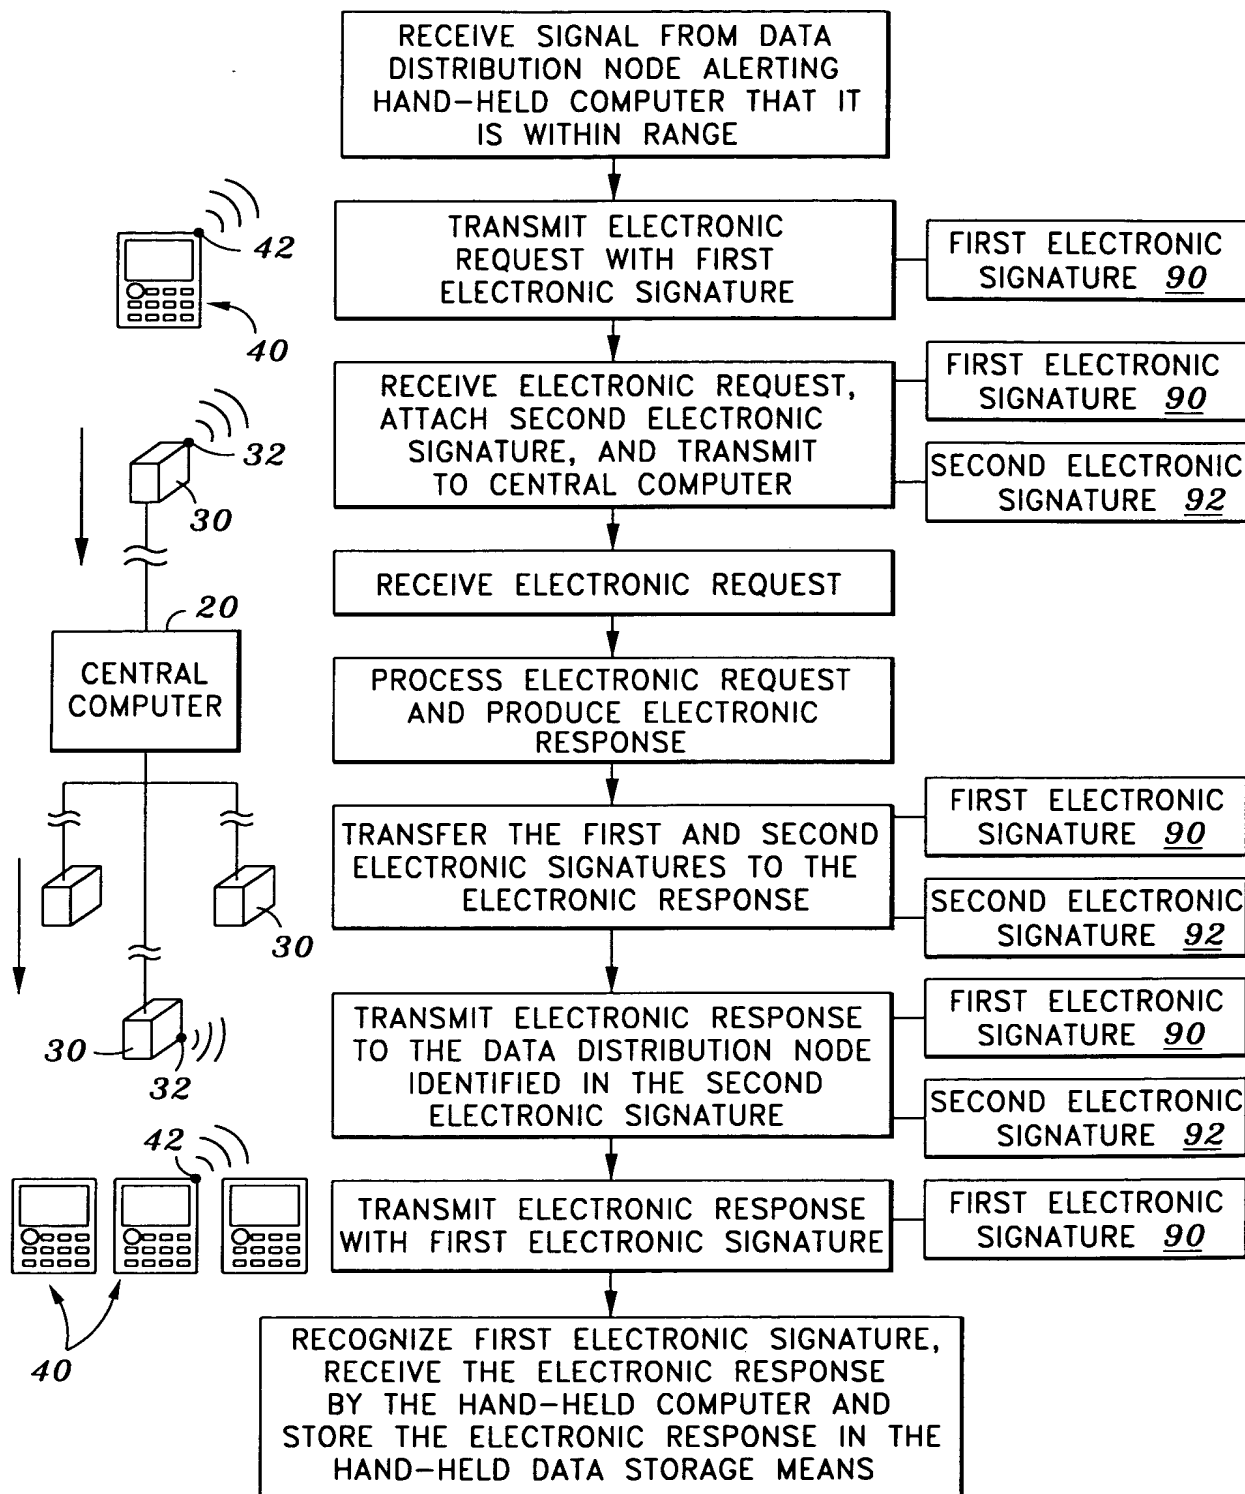 RECEIVE SIGNAL FROM DATA
DISTRIBUTION NODE ALERTING
HAND-HELD COMPUTER THAT IT
IS WITHIN RANGE
42
40
TRANSMIT ELECTRONIC
REQUEST WITH FIRST
ELECTRONIC SIGNATURE
FIRST ELECTRONIC
SIGNATURE 90
RECEIVE ELECTRONIC REQUEST,
ATTACH SECOND ELECTRONIC
SIGNATURE, AND TRANSMIT
TO CENTRAL COMPUTER
FIRST ELECTRONIC
SIGNATURE 90
SECOND ELECTRONIC
SIGNATURE 92
32
30
RECEIVE ELECTRONIC REQUEST
20
CENTRAL
COMPUTER
PROCESS ELECTRONIC REQUEST
AND PRODUCE ELECTRONIC
RESPONSE
TRANSFER THE FIRST AND SECOND
ELECTRONIC SIGNATURES TO THE
ELECTRONIC RESPONSE
FIRST ELECTRONIC
SIGNATURE 90
SECOND ELECTRONIC
SIGNATURE 92
30
30
32
TRANSMIT ELECTRONIC RESPONSE
TO THE DATA DISTRIBUTION NODE
IDENTIFIED IN THE SECOND
ELECTRONIC SIGNATURE
FIRST ELECTRONIC
SIGNATURE 90
SECOND ELECTRONIC
SIGNATURE 92
42
40
TRANSMIT ELECTRONIC RESPONSE
WITH FIRST ELECTRONIC SIGNATURE
FIRST ELECTRONIC
SIGNATURE 90
RECOGNIZE FIRST ELECTRONIC SIGNATURE,
RECEIVE THE ELECTRONIC RESPONSE
BY THE HAND-HELD COMPUTER AND
STORE THE ELECTRONIC RESPONSE IN THE
HAND-HELD DATA STORAGE MEANS